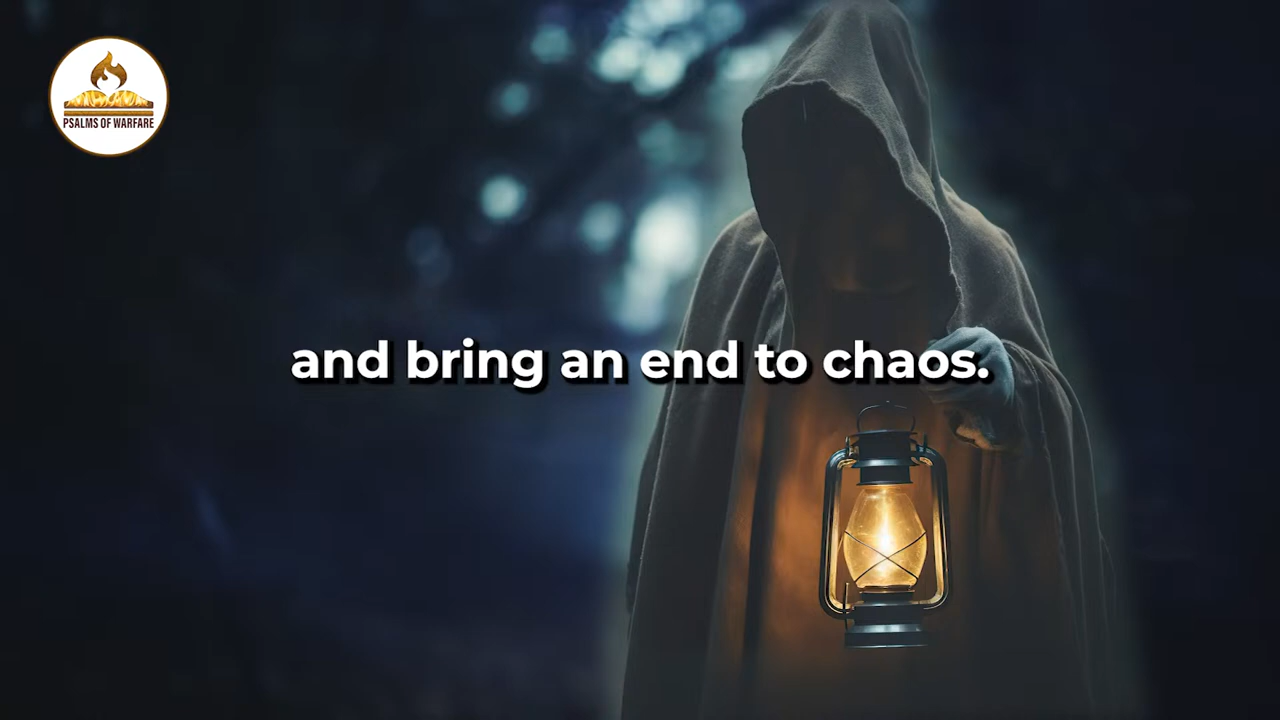 PSALMS OF WARFARE
and bring an end to chaos.